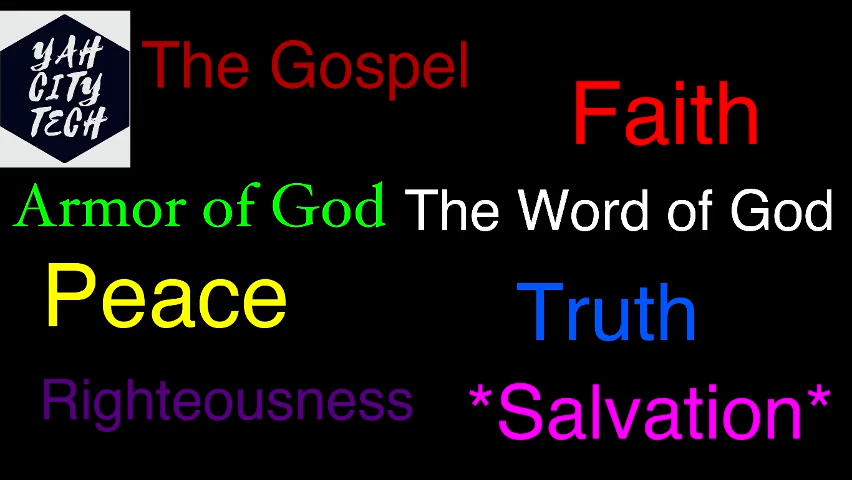 YAH
CITY
TECH
The Gospel
Faith
Armor of God
The Word of God
Peace
Truth
Righteousness
*Salvation*